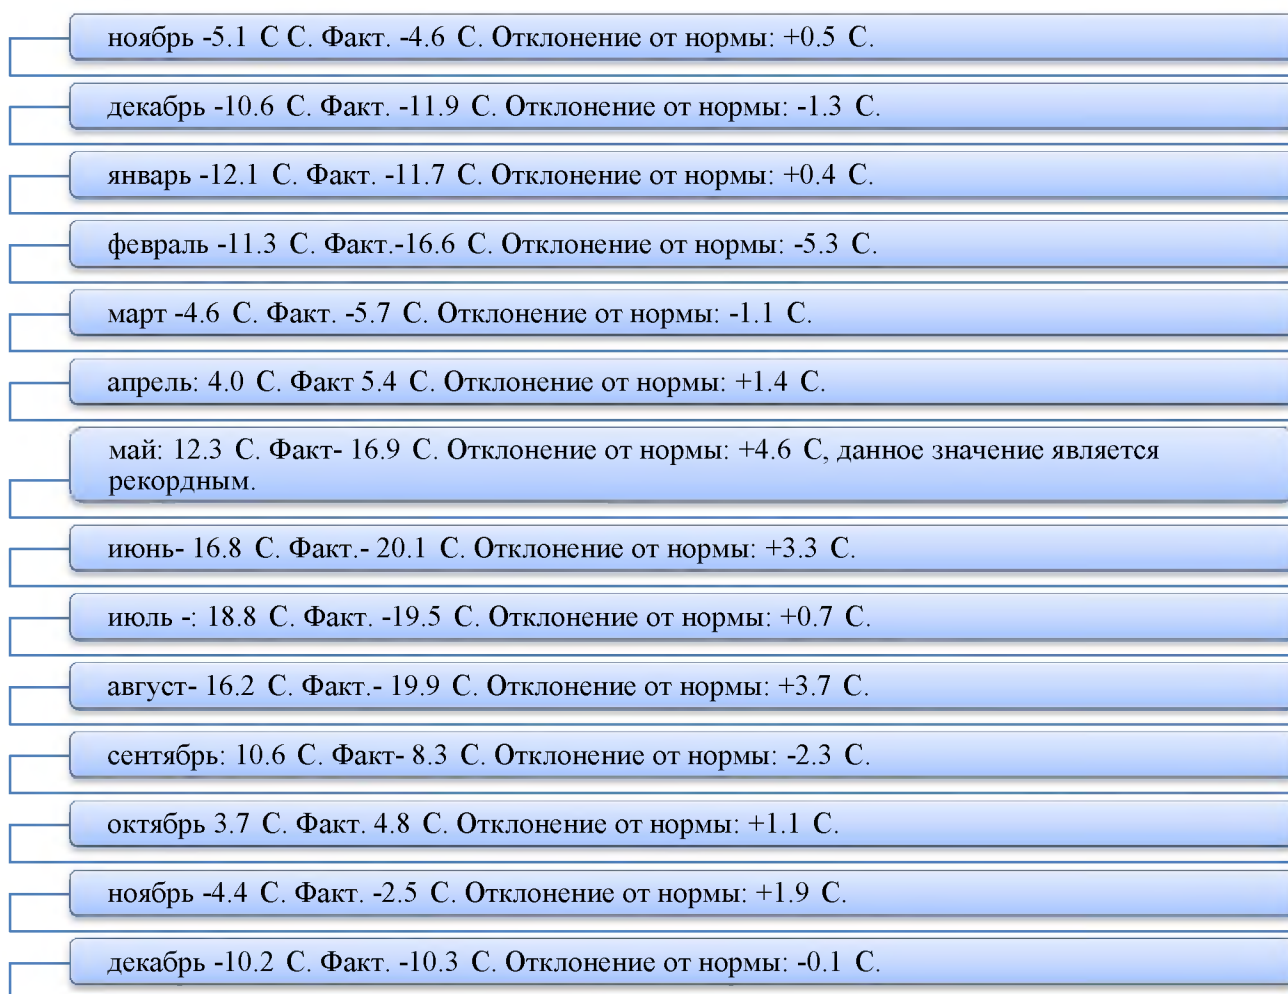 ноябрь -5.1 С С. Факт. -4.6 С. Отклонение от нормы: +0.5 С.
декабрь -10.6 С. Факт. -11.9 С. Отклонение от нормы: -1.3 С.
январь -12.1 С. Факт. -11.7 С. Отклонение от нормы: +0.4 С.
февраль -11.3 С. Факт.-16.6 С. Отклонение от нормы: -5.3 С.
март -4.6 С. Факт. -5.7 С. Отклонение от нормы: -1.1 С.
апрель: 4.0 С. Факт 5.4 С. Отклонение от нормы: +1.4 С.
май: 12.3 С. Факт- 16.9 С. Отклонение от нормы: +4.6 С, данное значение является
рекордным.
июнь- 16.8 С. Факт.- 20.1 С. Отклонение от нормы: +3.3 С.
июль -: 18.8 С. Факт. -19.5 С. Отклонение от нормы: +0.7 С.
август- 16.2 С. Факт.- 19.9 С. Отклонение от нормы: +3.7 С.
сентябрь: 10.6 С. Факт- 8.3 С. Отклонение от нормы: -2.3 С.
октябрь 3.7 С. Факт. 4.8 С. Отклонение от нормы: +1.1 С.
ноябрь -4.4 С. Факт. -2.5 С. Отклонение от нормы: +1.9 С.
декабрь -10.2 С. Факт. -10.3 С. Отклонение от нормы: -0.1 С.